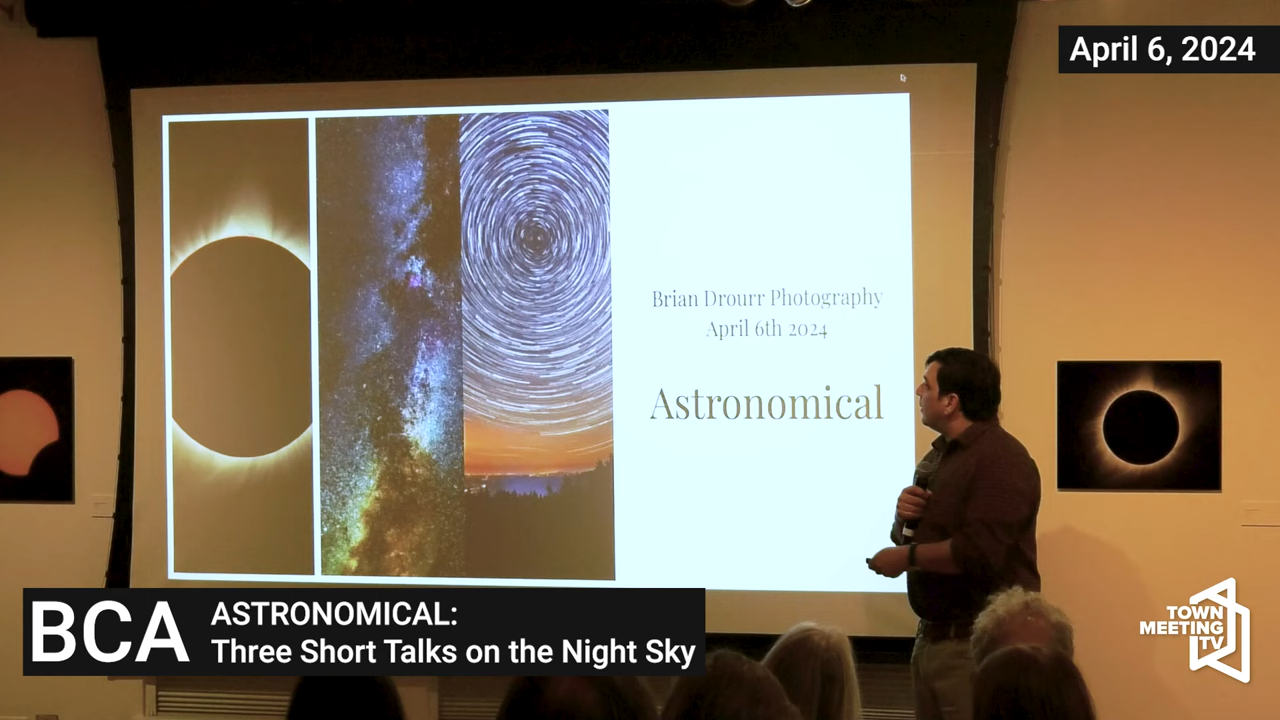 April 6, 2024
Brian Drourr Photography
April 6th 2024
Astronomical
BCA
ASTRONOMICAL:
Three Short Talks on the Night Sky
TOWN
MEETING
TV